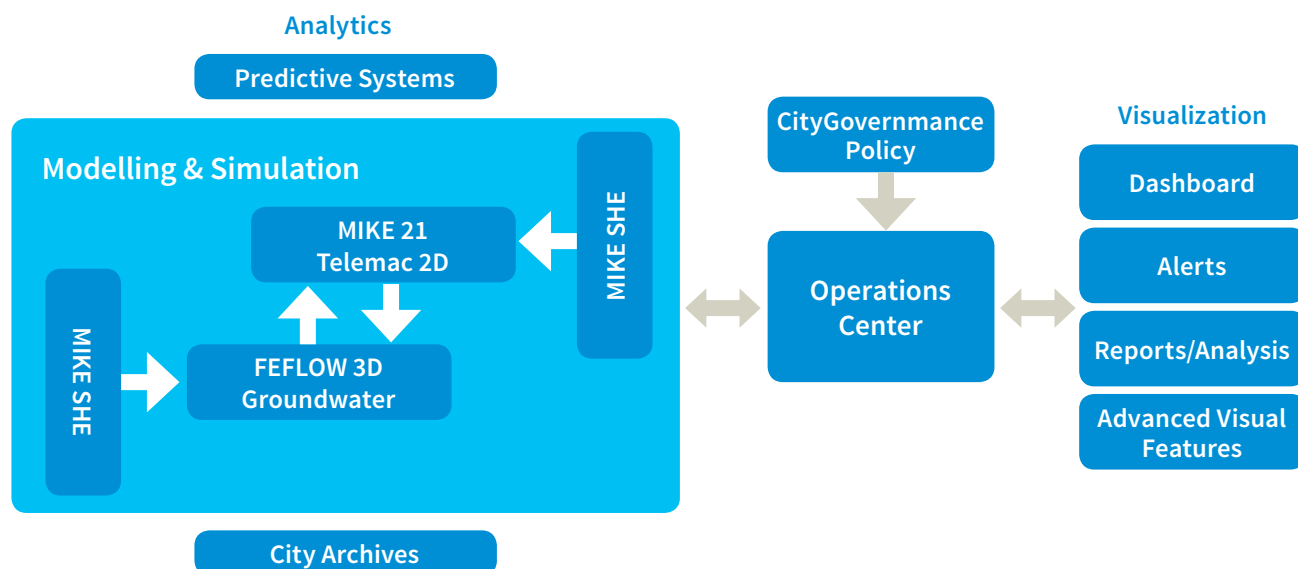 Analytics
Predictive Systems
Modelling & Simulation
MIKE SHE
MIKE 21
Telemac 2D
MIKE SHE
FEFLOW 3D
Groundwater
City Archives
CityGovernmance
Policy
Operations
Center
Visualization
Dashboard
Alerts
Reports/Analysis
Advanced Visual
Features